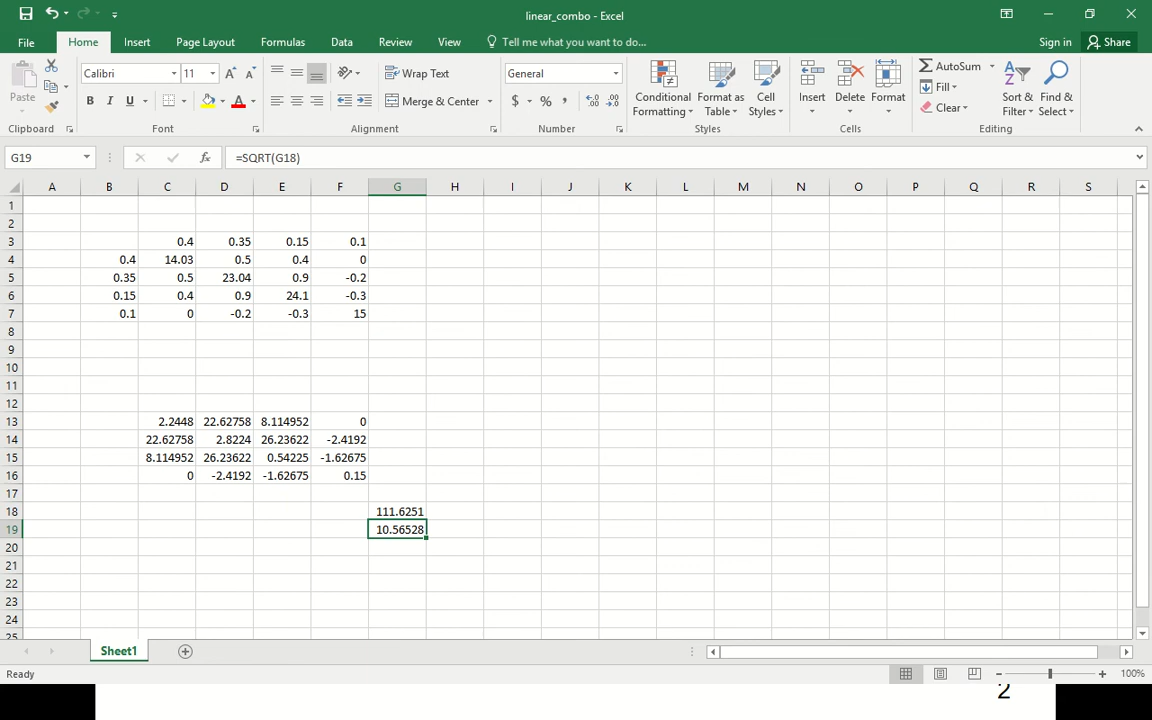 linear_combo - Excel
File Home Insert Page Layout Formulas Data Review View Tell me what you want to do... Sign in Share
Paste
Calibri 11
Wrap Text
Merge & Center
General
Conditional Formatting
Format as Table
Cell Styles
Insert Delete Format
AutoSum
Fill
Clear
Sort & Filter
Find & Select
Clipboard Font Alignment Number Styles Cells Editing
G19 fx =SQRT(G18)
A B C D E F G H I J K L M N O P Q R S
1
2
3 0.4 0.35 0.15 0.1
4 0.4 14.03 0.5 0.4 0
5 0.35 0.5 23.04 0.9 -0.2
6 0.15 0.4 0.9 24.1 -0.3
7 0.1 0 -0.2 -0.3 15
8
9
10
11
12
13 2.2448 22.62758 8.114952 0
14 22.62758 2.8224 26.23622 -2.4192
15 8.114952 26.23622 0.54225 -1.62675
16 0 -2.4192 -1.62675 0.15
17
18 111.6251
19 10.56528
20
21
22
23
24
25
Sheet1
Ready 100%
2